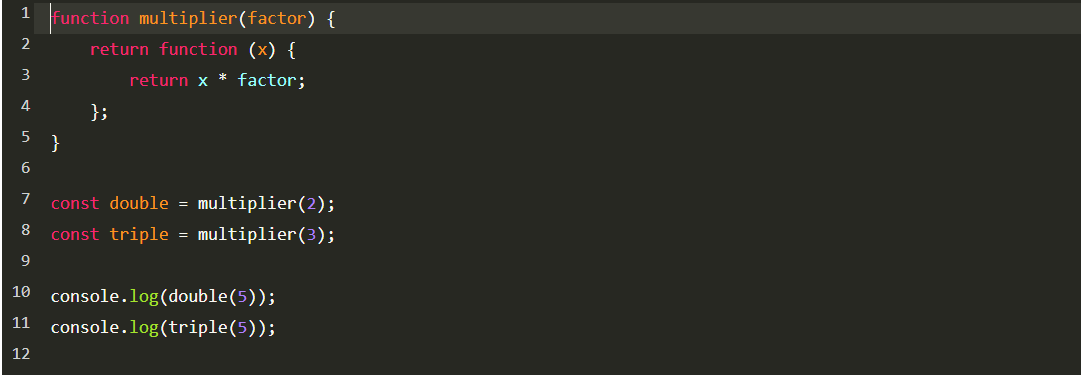 1 function multiplier(factor) {
2     return function (x) {
3         return x * factor;
4     };
5 }
6
7 const double = multiplier(2);
8 const triple = multiplier(3);
9
10 console.log(double(5));
11 console.log(triple(5));
12